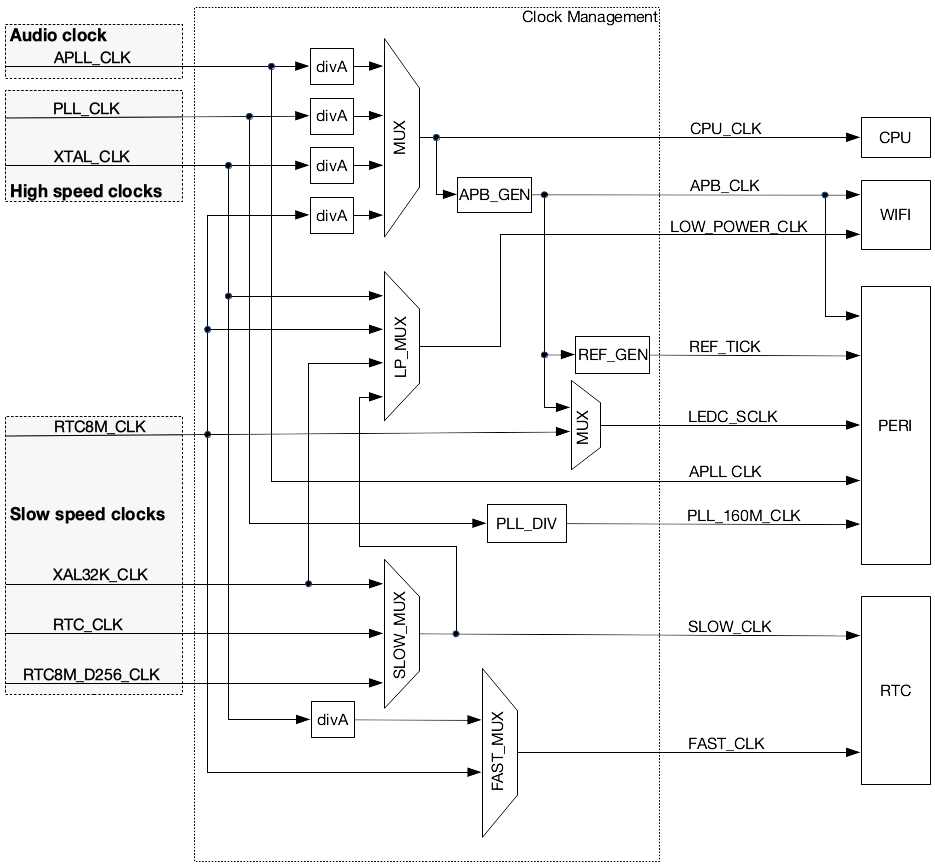 Clock Management
Audio clock
APLL_CLK
divA
PLL_CLK
divA
MUX
CPU_CLK
CPU
XTAL_CLK
divA
High speed clocks
APB_GEN
APB_CLK
WIFI
divA
LOW_POWER_CLK
LP_MUX
REF_GEN
REF_TICK
RTC8M_CLK
MUX
LEDC_SCLK
PERI
APLL CLK
Slow speed clocks
PLL_DIV
PLL_160M_CLK
XAL32K_CLK
RTC_CLK
SLOW_MUX
SLOW_CLK
RTC8M_D256_CLK
RTC
divA
FAST_MUX
FAST_CLK